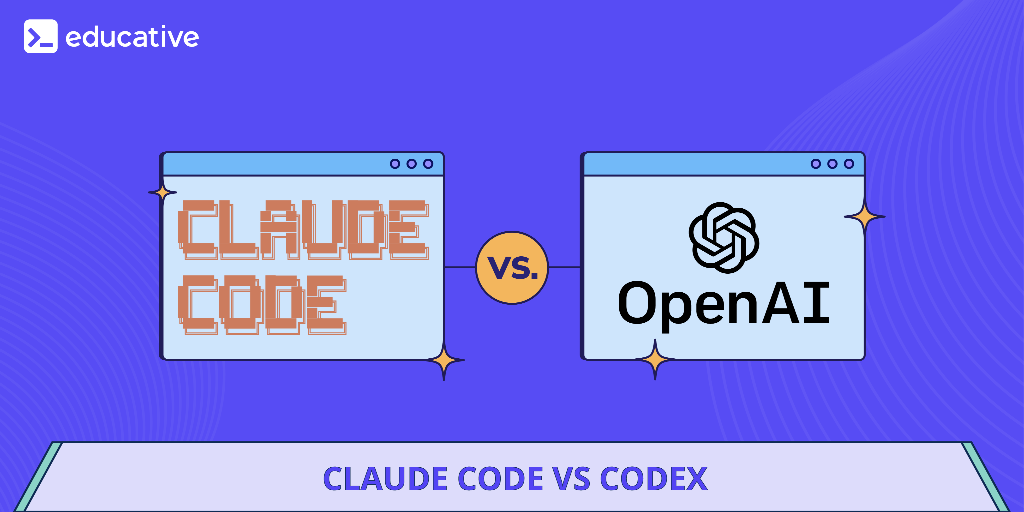 educative
CLAUDE
CODE
VS.
OpenAI
CLAUDE CODE VS CODEX